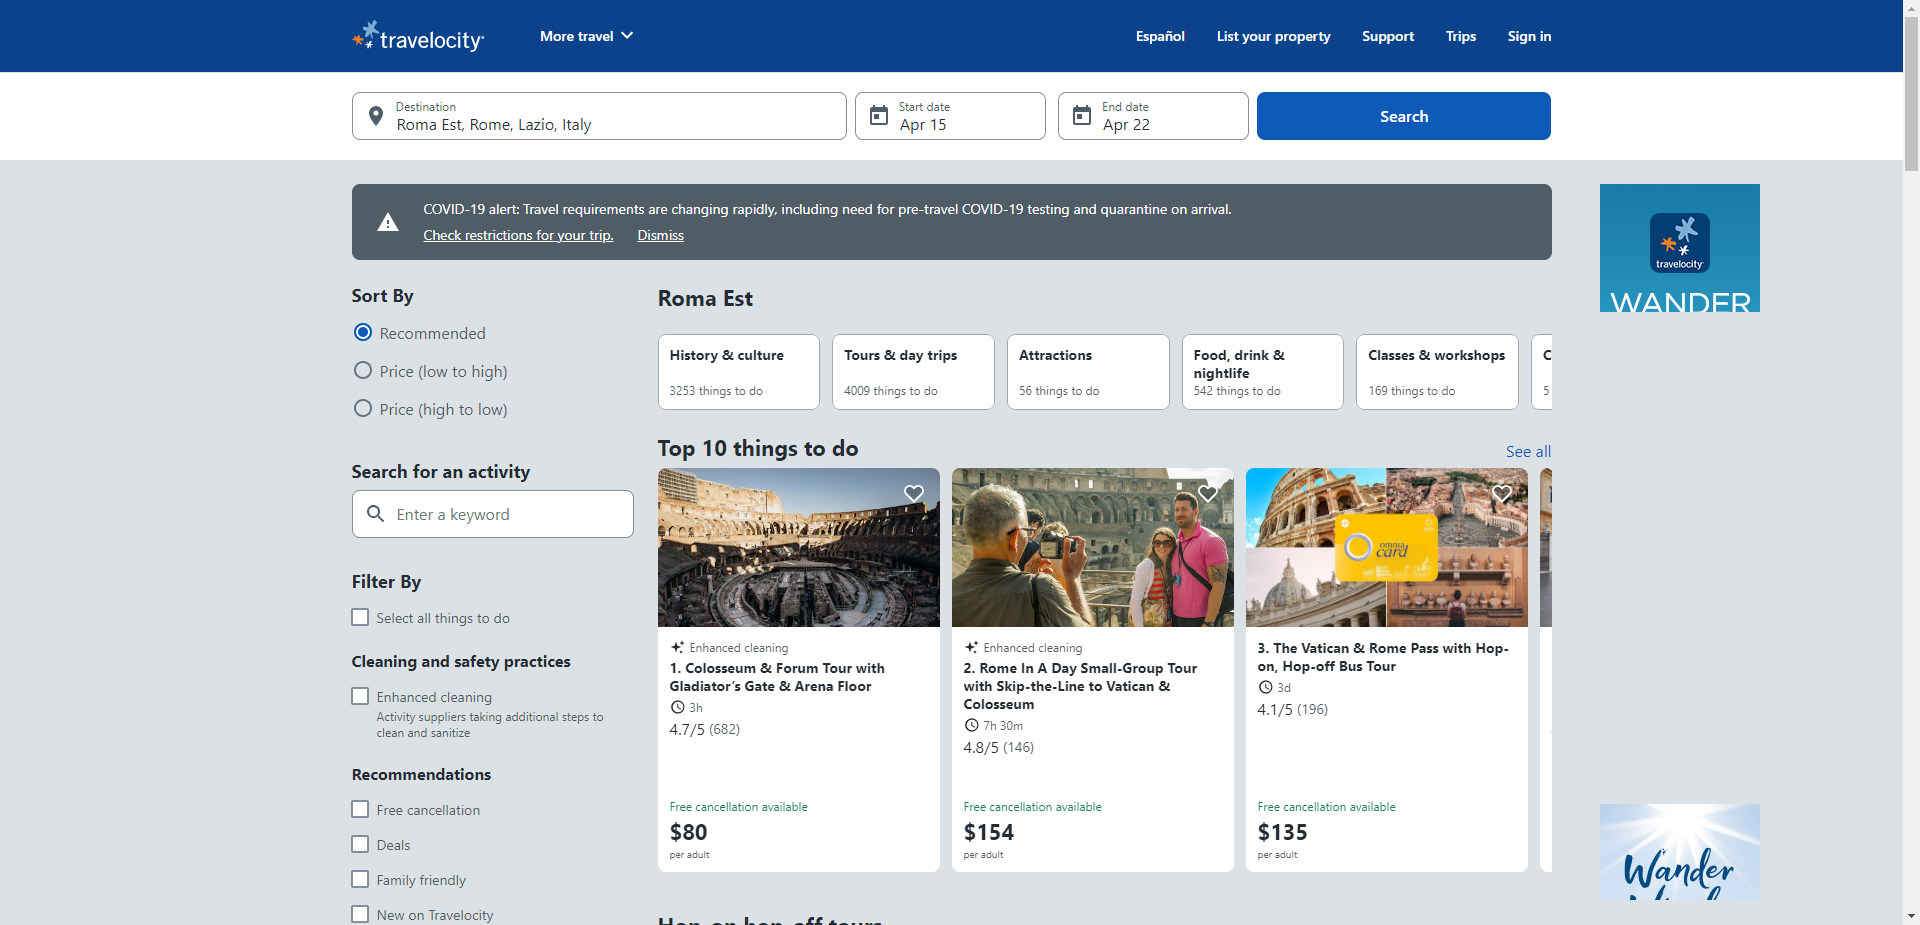 travelocity
More travel
Español
List your property
Support
Trips
Sign in
Destination
Roma Est, Rome, Lazio, Italy
Start date
Apr 15
End date
Apr 22
Search
COVID-19 alert: Travel requirements are changing rapidly, including need for pre-travel COVID-19 testing and quarantine on arrival.
Check restrictions for your trip.
Dismiss
travelocity
WANDER
Sort By
Recommended
Price (low to high)
Price (high to low)
Search for an activity
Enter a keyword
Filter By
Select all things to do
Cleaning and safety practices
Enhanced cleaning
Activity suppliers taking additional steps to
clean and sanitize
Recommendations
Free cancellation
Deals
Family friendly
New on Travelocity
Roma Est
History & culture
3253 things to do
Tours & day trips
4009 things to do
Attractions
56 things to do
Food, drink &
nightlife
542 things to do
Classes & workshops
169 things to do
C
5
Top 10 things to do
See all
Enhanced cleaning
1. Colosseum & Forum Tour with
Gladiator's Gate & Arena Floor
3h
4.7/5 (682)
Free cancellation available
$80
per adult
Enhanced cleaning
2. Rome In A Day Small-Group Tour
with Skip-the-Line to Vatican &
Colosseum
7h 30m
4.8/5 (146)
Free cancellation available
$154
per adult
omnia
card
3. The Vatican & Rome Pass with Hop-
on, Hop-off Bus Tour
3d
4.1/5 (196)
Free cancellation available
$135
per adult
Hop-on hop-off tours
Wander